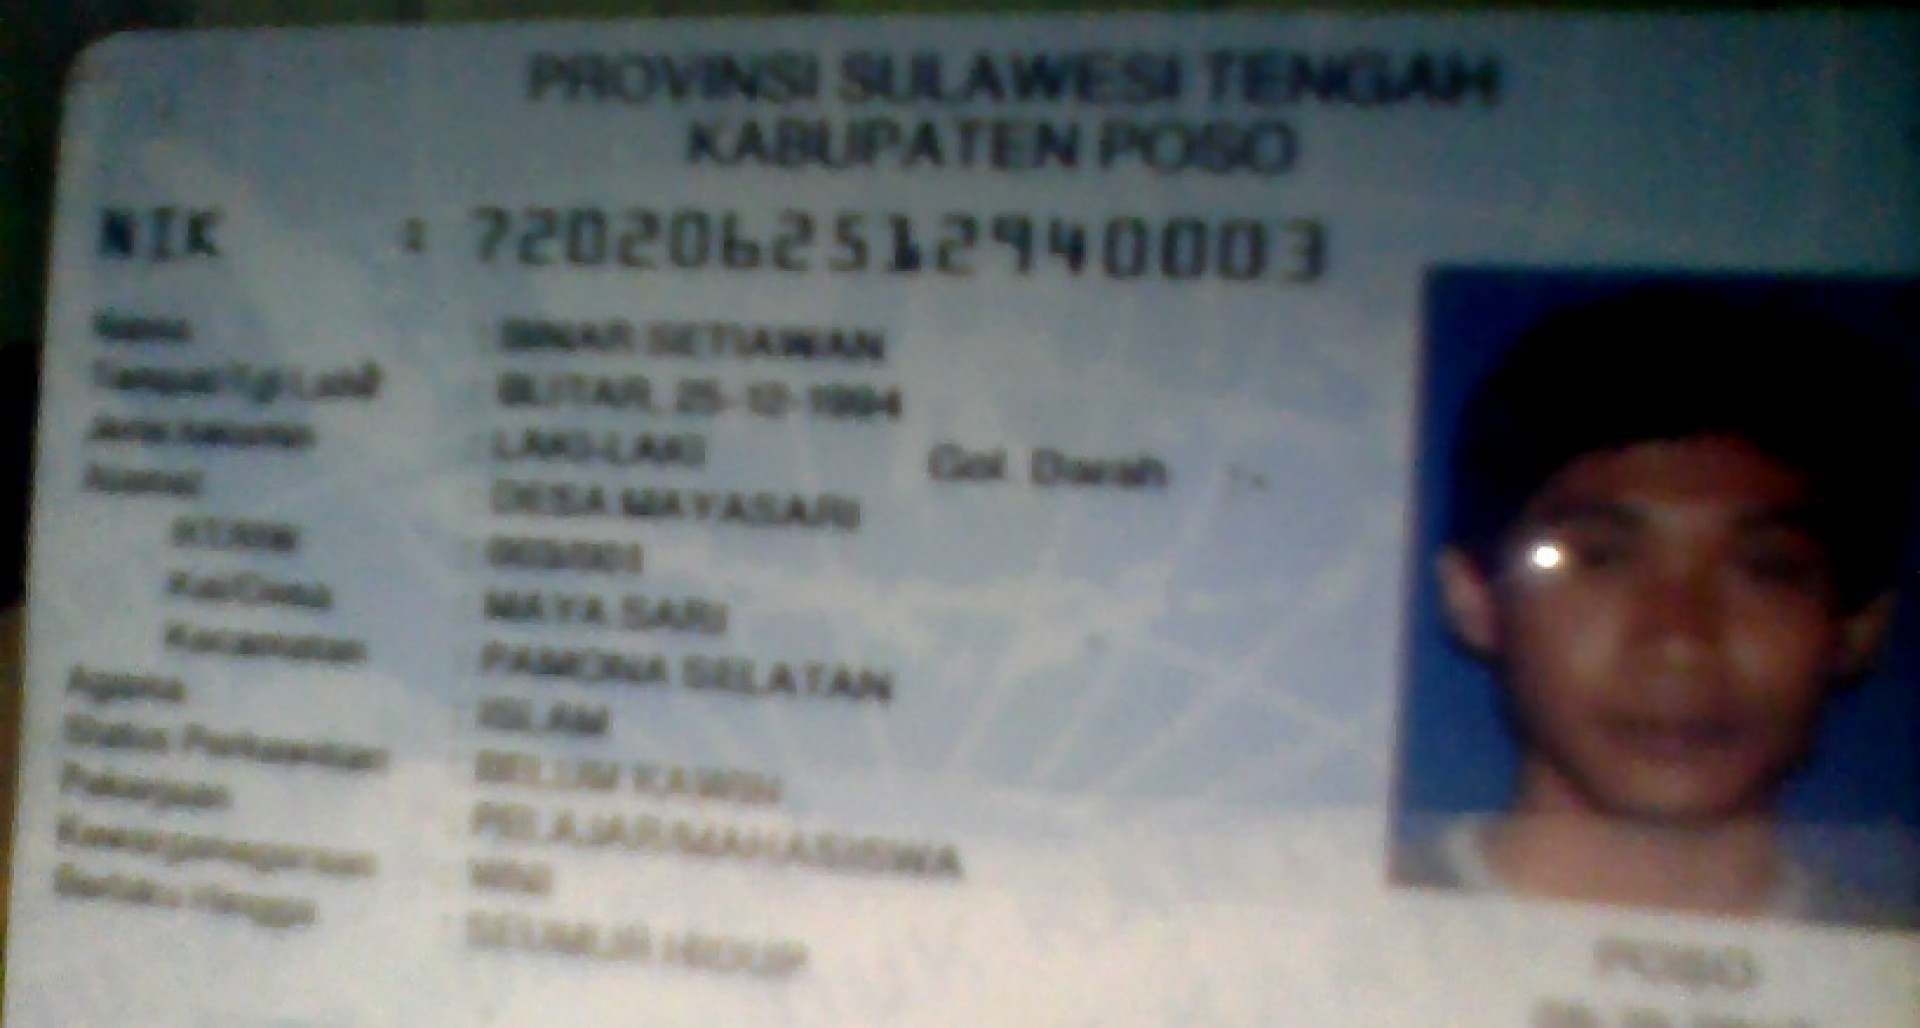 PROVINSI SULAWESI TENGAH
KABUPATEN POSO
NIK : 7202062512940003
Nama : BINAR SETIAWAN
Tempat/Tgl Lahir : BLITAR, 25-12-1994
Jenis kelamin : LAKI-LAKI Gol. Darah : -
Alamat : DESA MAYASARI
RT/RW : 003/001
Kel/Desa : MAYA SARI
Kecamatan : PAMONA SELATAN
Agama : ISLAM
Status Perkawinan : BELUM KAWIN
Pekerjaan : PELAJAR/MAHASISWA
Kewarganegaraan : WNI
Berlaku Hingga : SEUMUR HIDUP
POSO